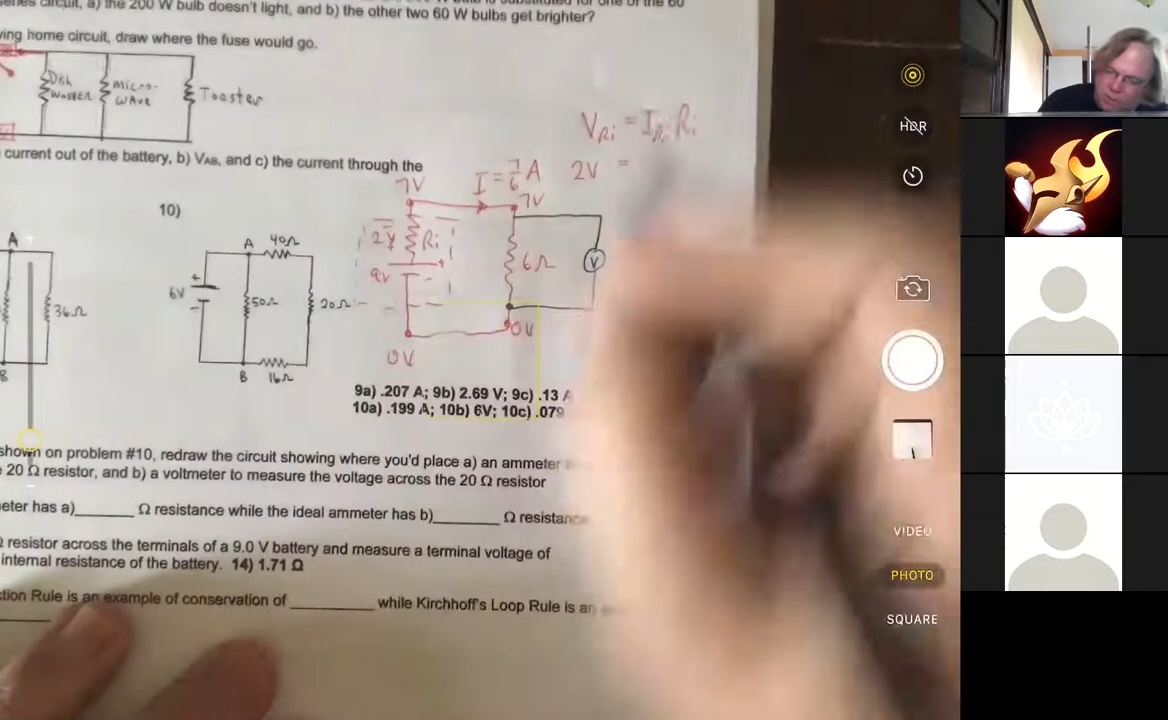 series circuit, a) the 200 W bulb doesn't light, and b) the other two 60 W bulbs get brighter?
ving home circuit, draw where the fuse would go.
Dish
Washer
micro-
wave
Toaster
current out of the battery, b) VAB, and c) the current through the
VRi = IRi Ri
2V =
7V
I = 7/6 A
7V
10)
A
36Ω
B
A
40Ω
6V
+
-
50Ω
20Ω
B
16Ω
2V
Ri
9V
+
-
6Ω
V
0V
0V
9a) .207 A; 9b) 2.69 V; 9c) .13 A
10a) .199 A; 10b) 6V; 10c) .079
shown on problem #10, redraw the circuit showing where you'd place a) an ammeter
20 Ω resistor, and b) a voltmeter to measure the voltage across the 20 Ω resistor
eter has a)______ Ω resistance while the ideal ammeter has b)_______ Ω resistance
resistor across the terminals of a 9.0 V battery and measure a terminal voltage of
internal resistance of the battery. 14) 1.71 Ω
ction Rule is an example of conservation of _________ while Kirchhoff's Loop Rule is an
HDR
VIDEO
PHOTO
SQUARE